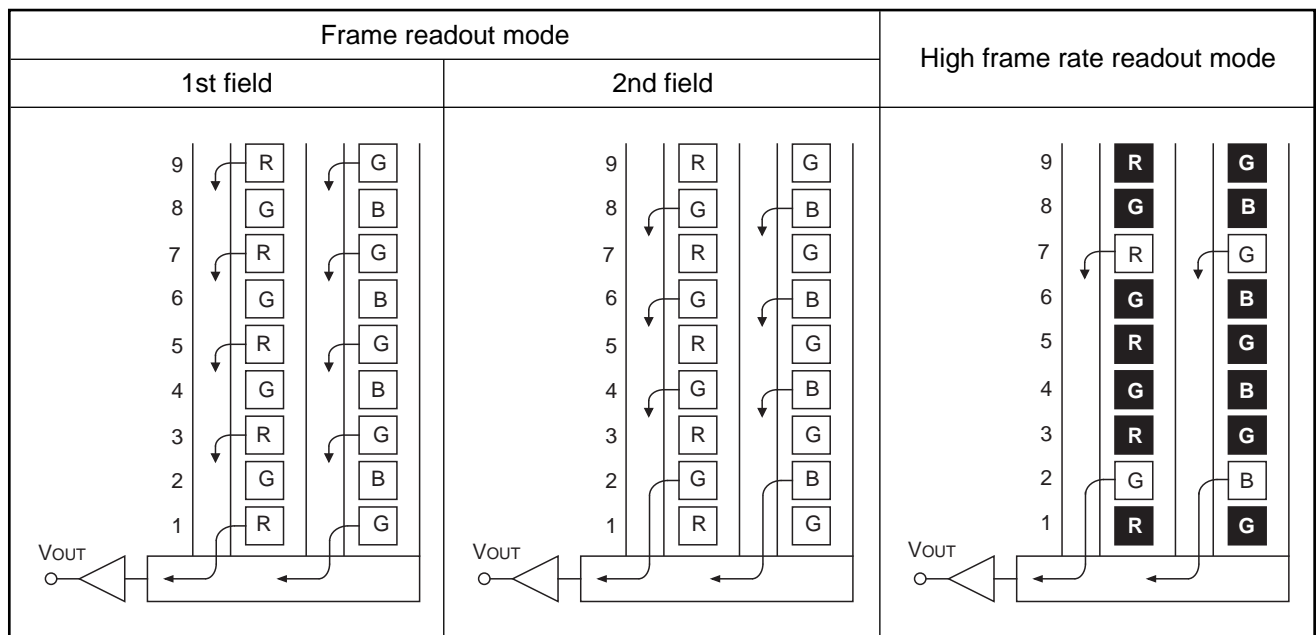 Frame readout mode
High frame rate readout mode
1st field
2nd field
9 R G
8 G B
7 R G
6 G B
5 R G
4 G B
3 R G
2 G B
1 R G
VOUT
9 R G
8 G B
7 R G
6 G B
5 R G
4 G B
3 R G
2 G B
1 R G
VOUT
9 R G
8 G B
7 R G
6 G B
5 R G
4 G B
3 R G
2 G B
1 R G
VOUT